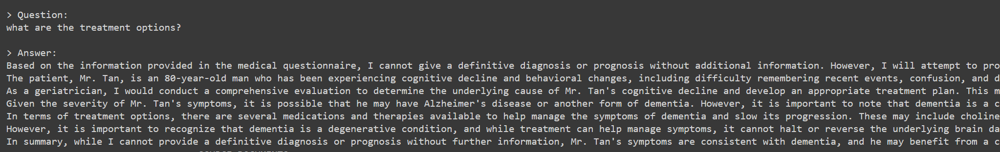 > Question:
what are the treatment options?
> Answer:
Based on the information provided in the medical questionnaire, I cannot give a definitive diagnosis or prognosis without additional information. However, I will attempt to pro
The patient, Mr. Tan, is an 80-year-old man who has been experiencing cognitive decline and behavioral changes, including difficulty remembering recent events, confusion, and d
As a geriatrician, I would conduct a comprehensive evaluation to determine the underlying cause of Mr. Tan's cognitive decline and develop an appropriate treatment plan. This m
Given the severity of Mr. Tan's symptoms, it is possible that he may have Alzheimer's disease or another form of dementia. However, it is important to note that dementia is a c
In terms of treatment options, there are several medications and therapies available to help manage the symptoms of dementia and slow its progression. These may include choline
However, it is important to recognize that dementia is a degenerative condition, and while treatment can help manage symptoms, it cannot halt or reverse the underlying brain da
In summary, while I cannot provide a definitive diagnosis or prognosis without further information, Mr. Tan's symptoms are consistent with dementia, and he may benefit from a c